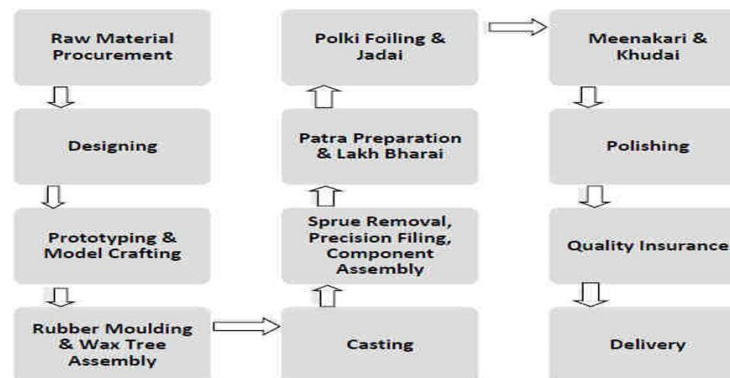 Raw Material
Procurement
Designing
Prototyping &
Model Crafting
Rubber Moulding
& Wax Tree
Assembly
Casting
Sprue Removal,
Precision Filing,
Component
Assembly
Patra Preparation
& Lakh Bharai
Polki Foiling &
Jadai
Meenakari &
Khudai
Polishing
Quality Insurance
Delivery